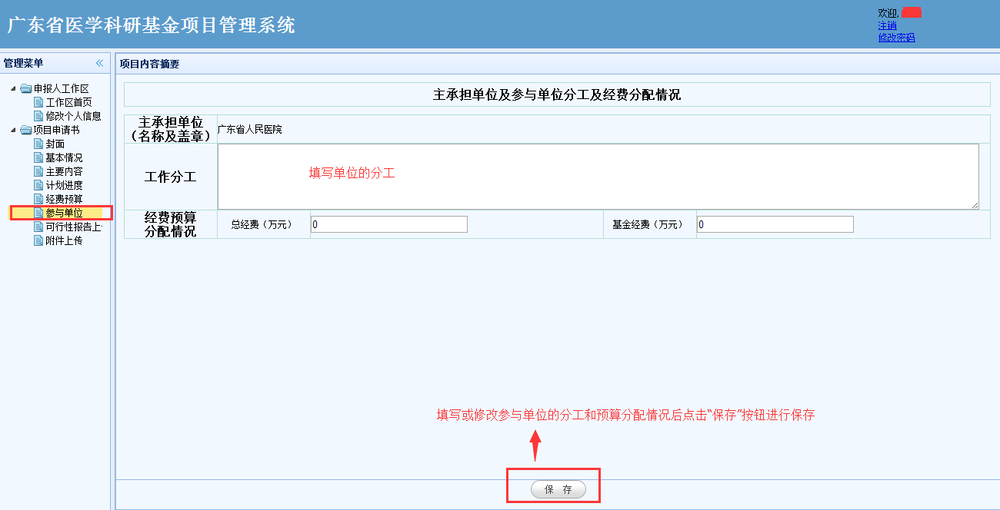 广东省医学科研基金项目管理系统
欢迎,
注销
修改密码
管理菜单
申报人工作区
工作区首页
修改个人信息
项目申请书
封面
基本情况
主要内容
计划进度
经费预算
参与单位
可行性报告上
附件上传
项目内容摘要
主承担单位及参与单位分工及经费分配情况
主承担单位
（名称及盖章）
广东省人民医院
工作分工
填写单位的分工
经费预算
分配情况
总经费（万元）
0
基金经费（万元）
0
填写或修改参与单位的分工和预算分配情况后点击“保存”按钮进行保存
保 存